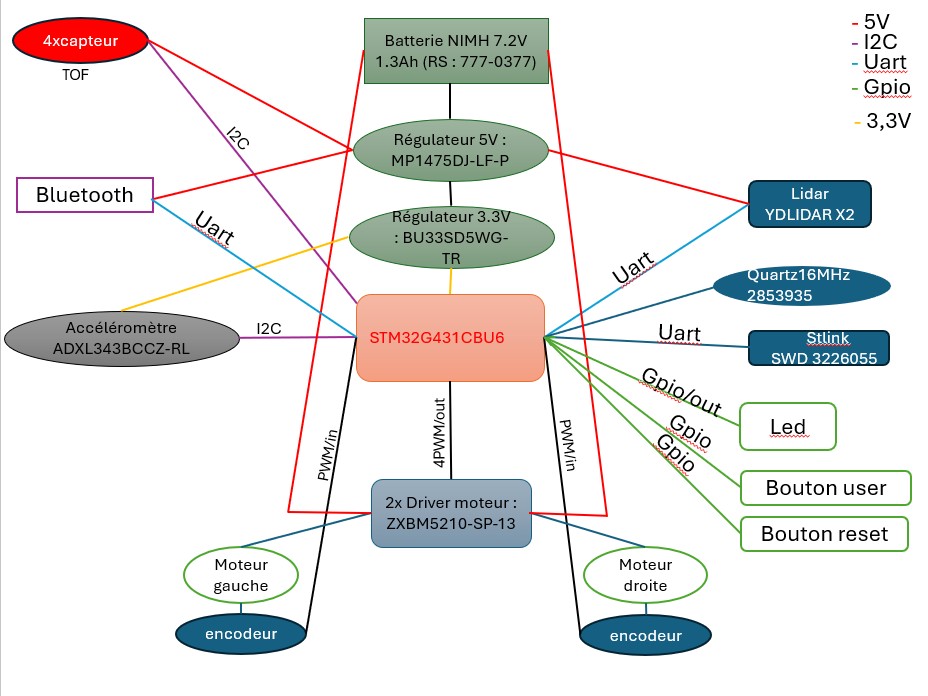 4xcapteur
TOF
Batterie NIMH 7.2V
1.3Ah (RS : 777-0377)
- 5V
- I2C
- Uart
- Gpio
- 3,3V
I2C
Régulateur 5V :
MP1475DJ-LF-P
Bluetooth
Uart
Régulateur 3.3V
: BU33SD5WG-
TR
Lidar
YDLIDAR X2
Uart
Quartz16MHz
2853935
Accéléromètre
ADXL343BCCZ-RL
I2C
STM32G431CBU6
Uart
Stlink
SWD 3226055
Gpio/out
Led
Gpio
Gpio
Bouton user
Bouton reset
PWM/in
4PWM/out
PWM/in
2x Driver moteur :
ZXBM5210-SP-13
Moteur
gauche
encodeur
Moteur
droite
encodeur